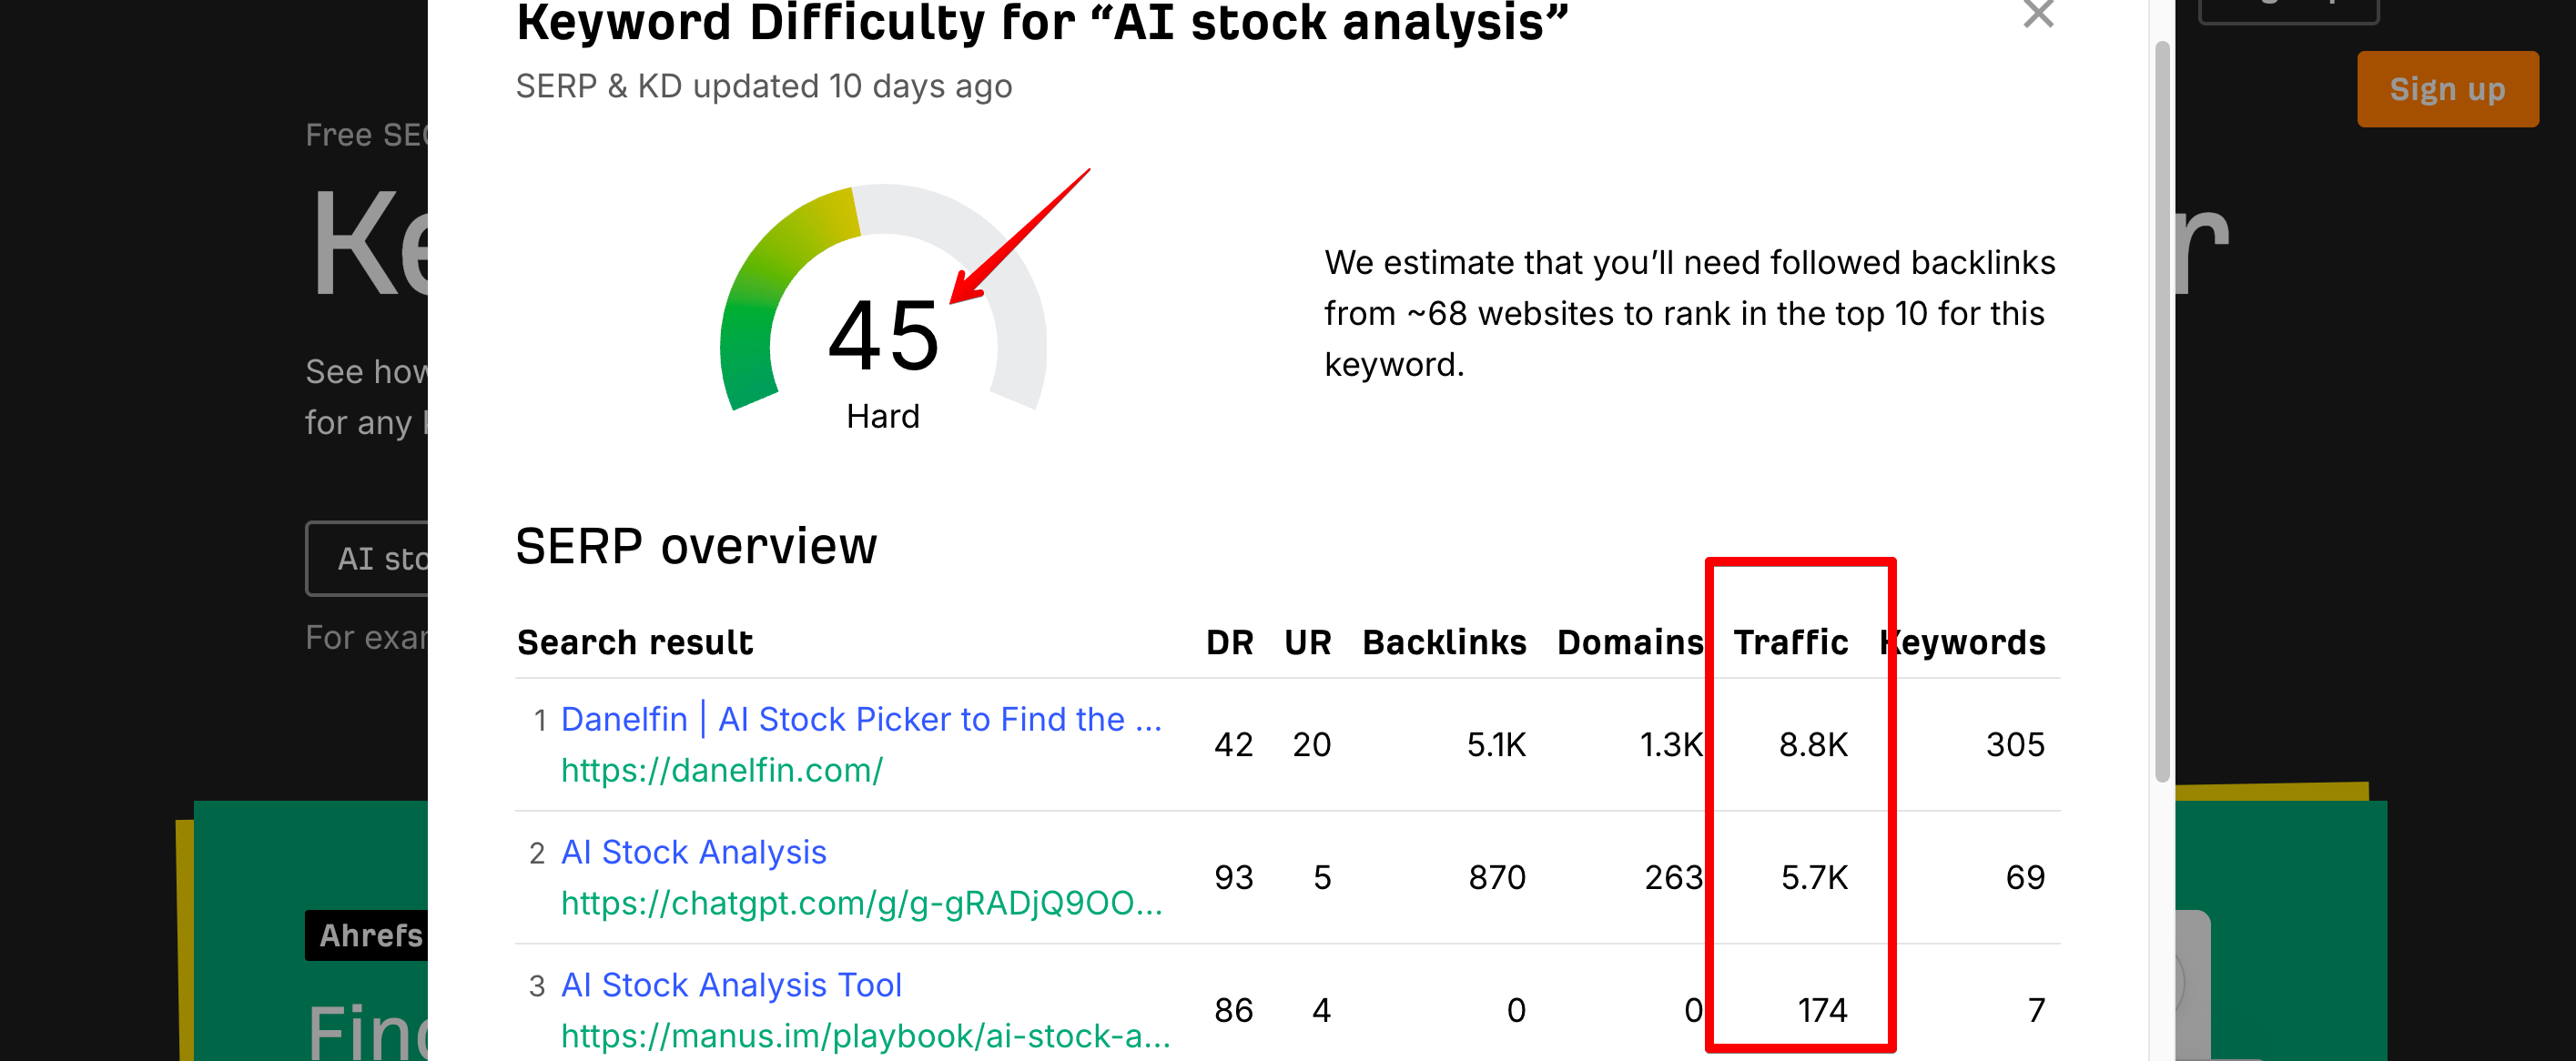 Keyword Difficulty for “AI stock analysis”
SERP & KD updated 10 days ago
Sign up
Free SEO
Ke
r
See how
for any
AI sto
For exam
45
Hard
We estimate that you’ll need followed backlinks
from ~68 websites to rank in the top 10 for this
keyword.
SERP overview
Search result DR UR Backlinks Domains Traffic Keywords
1 Danelfin | AI Stock Picker to Find the ...
https://danelfin.com/
42 20 5.1K 1.3K 8.8K 305
2 AI Stock Analysis
https://chatgpt.com/g/g-gRADjQ9OO...
93 5 870 263 5.7K 69
3 AI Stock Analysis Tool
https://manus.im/playbook/ai-stock-a...
86 4 0 0 174 7
Ahrefs
Find